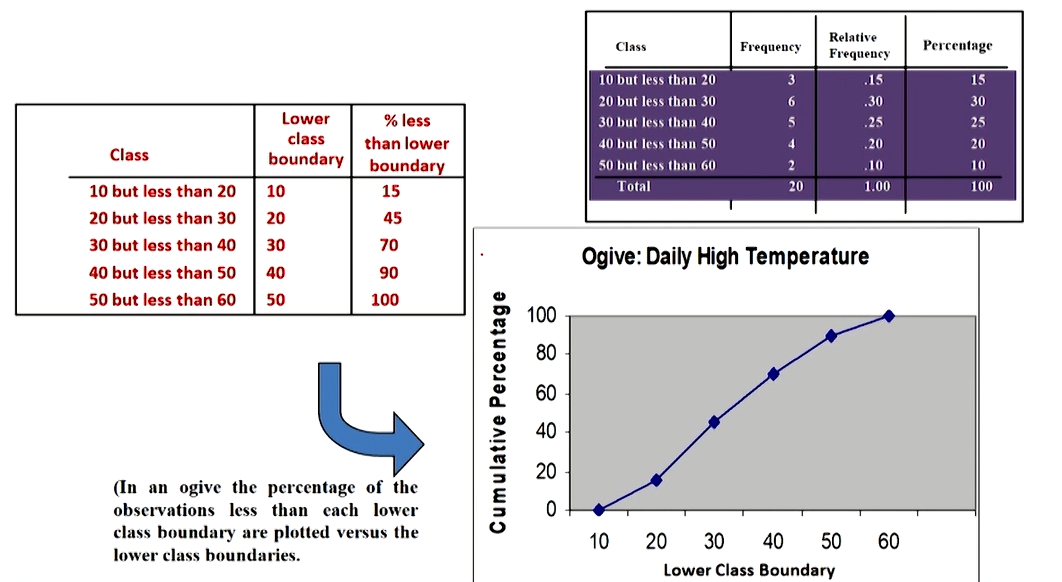 Class Lower class boundary % less than lower boundary
10 but less than 20 10 15
20 but less than 30 20 45
30 but less than 40 30 70
40 but less than 50 40 90
50 but less than 60 50 100
(In an ogive the percentage of the
observations less than each lower
class boundary are plotted versus the
lower class boundaries.
Class Frequency Relative Frequency Percentage
10 but less than 20 3 .15 15
20 but less than 30 6 .30 30
30 but less than 40 5 .25 25
40 but less than 50 4 .20 20
50 but less than 60 2 .10 10
Total 20 1.00 100
Ogive: Daily High Temperature
Cumulative Percentage
100
80
60
40
20
0
10 20 30 40 50 60
Lower Class Boundary